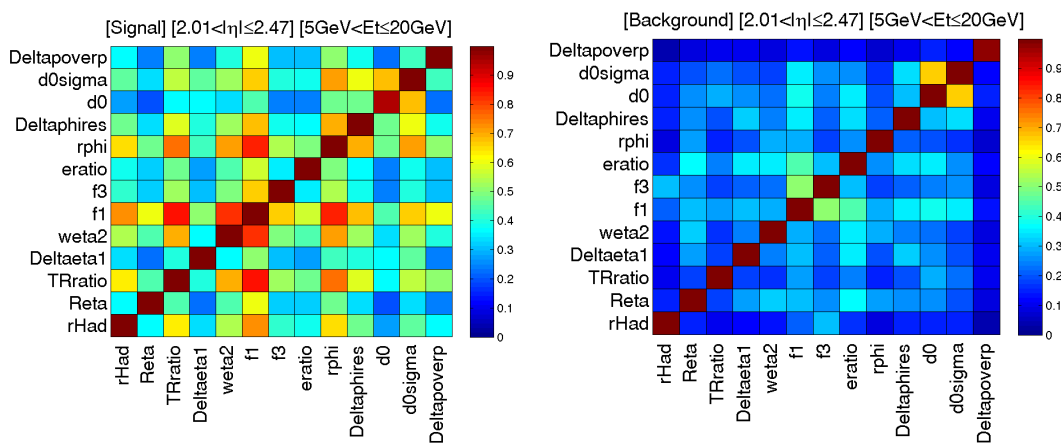 [Signal] [2.01<lηl≤2.47] [5GeV<Et≤20GeV]
Deltapoverp
d0sigma
d0
Deltaphires
rphi
eratio
f3
f1
weta2
Deltaeta1
TRratio
Reta
rHad
rHad
Reta
TRratio
Deltaeta1
weta2
f1
f3
eratio
rphi
Deltaphires
d0
d0sigma
Deltapoverp
0.9
0.8
0.7
0.6
0.5
0.4
0.3
0.2
0.1
0
[Background] [2.01<lηl≤2.47] [5GeV<Et≤20GeV]
Deltapoverp
d0sigma
d0
Deltaphires
rphi
eratio
f3
f1
weta2
Deltaeta1
TRratio
Reta
rHad
rHad
Reta
TRratio
Deltaeta1
weta2
f1
f3
eratio
rphi
Deltaphires
d0
d0sigma
Deltapoverp
0.9
0.8
0.7
0.6
0.5
0.4
0.3
0.2
0.1
0